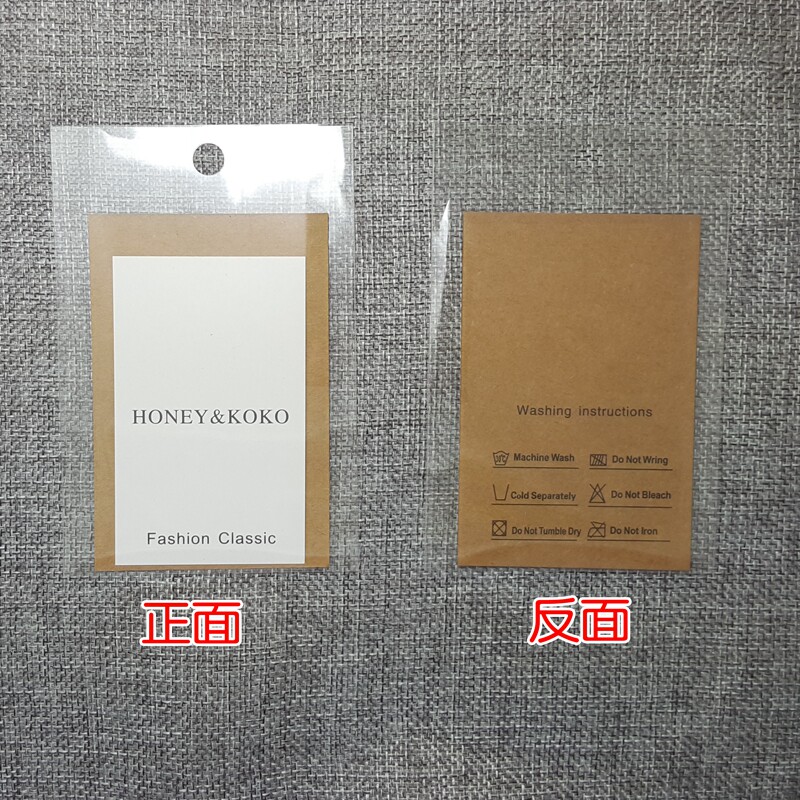 HONEY&KOKO
Fashion Classic
正面
Washing instructions
30℃ Machine Wash
Do Not Wring
Cold Separately
Do Not Bleach
Do Not Tumble Dry
Do Not Iron
反面